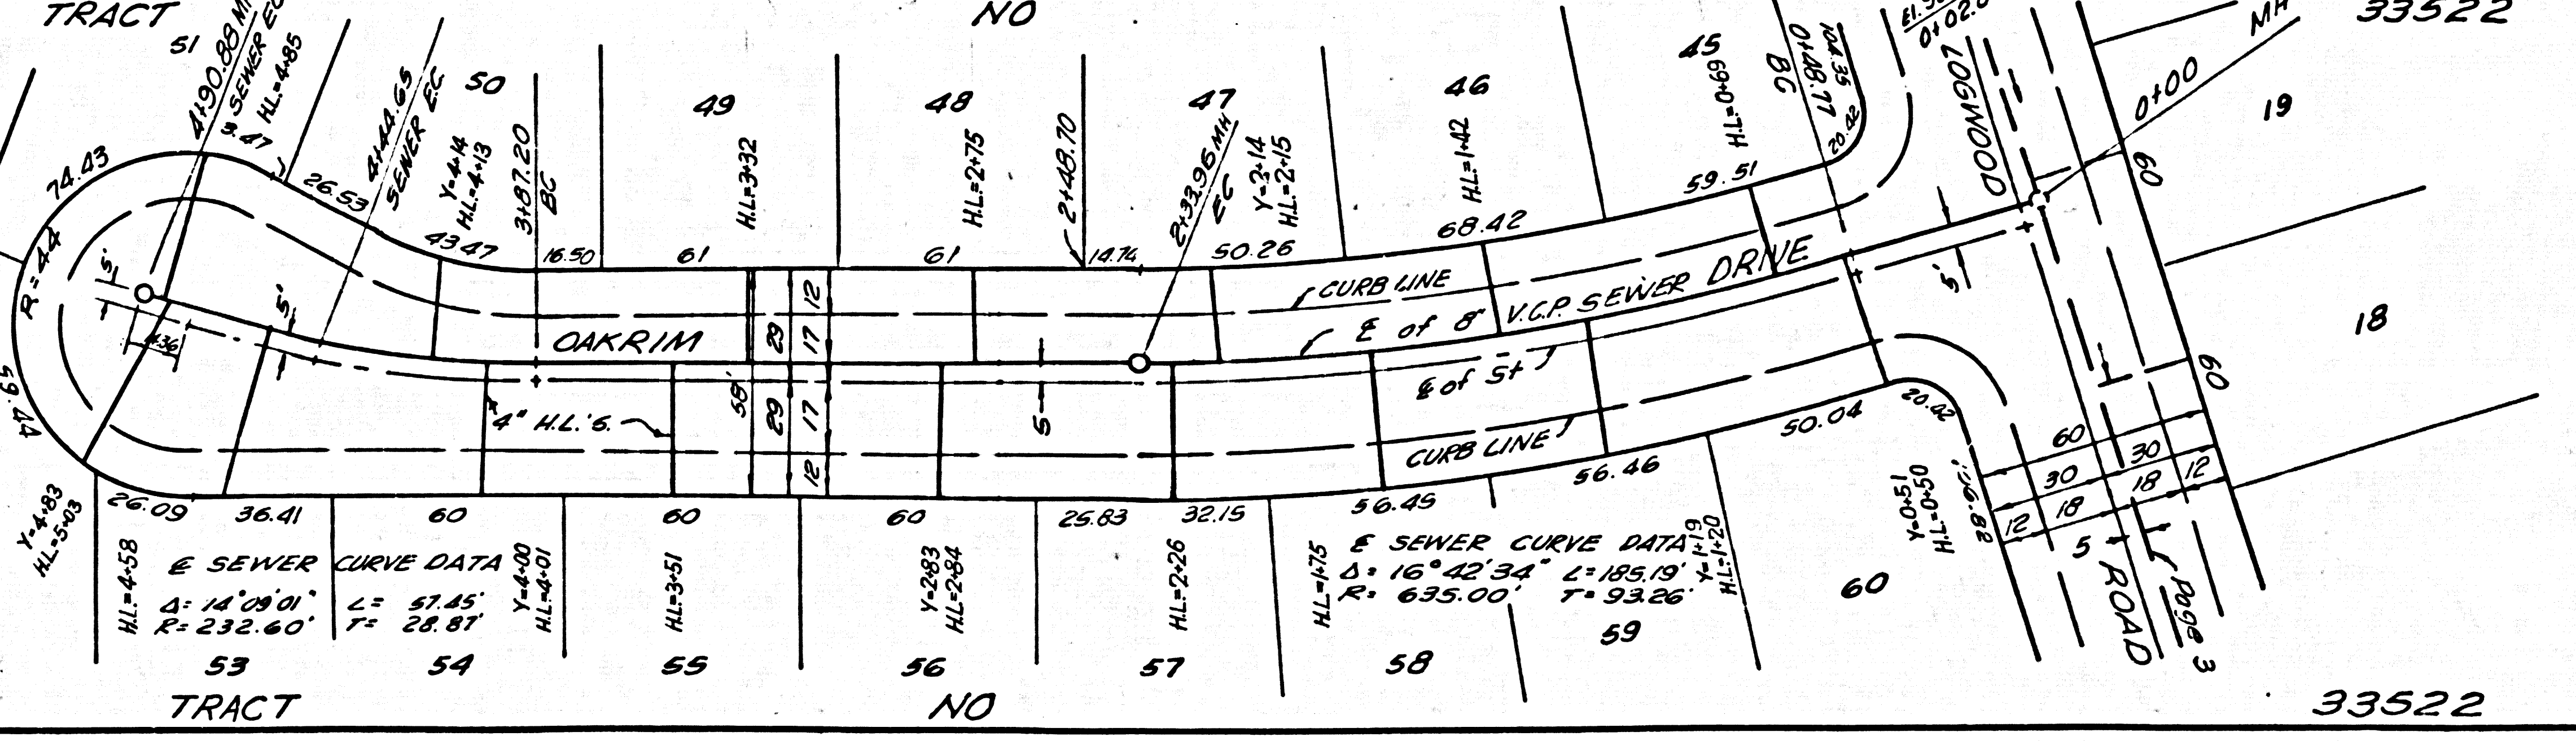 TRACT NO 33522
51
4+90.88 MH
SEWER EC
H.L.=4+85
9.47
74.43
R=44
26.53
4+44.65
SEWER E.C.
50
Y=4+14
H.L.=4+13
3+87.20
BC
43.47
16.50
49
H.L.=3+32
61
48
H.L.=2+75
61
2+48.70
14.74
47
2+33.96 MH
EC
Y=2+14
H.L.=2+15
50.26
46
H.L.=1+42
68.42
45
H.L.=0+69
59.51
104.35
0+48.77
BC
20.42
0+02.0
LOGWOOD
MH
0+00
19
60
18
60
5'
4.36
5'
OAKRIM
12
29
17
58'
29
17
12
4" H.L.'S.
5
CURB LINE
℄ of 8" V.C.P. SEWER DRIVE
℄ of St
CURB LINE
5'
44.69
Y=4+83
H.L.=5+03
26.09
36.41
60
60
60
25.83
32.15
56.45
56.46
50.04
20.42
106.82
60
30
30
12
18
18
12
5
ROAD
Page 3
H.L.=4+58
℄ SEWER CURVE DATA
Δ= 14°09'01" L= 57.45'
R= 232.60' T= 28.87'
Y=4+00
H.L.=4+01
H.L.=3+51
Y=2+83
H.L.=2+84
H.L.=2+26
H.L.=1+75
℄ SEWER CURVE DATA
Δ= 16°42'34" L= 185.19'
R= 635.00' T= 93.26'
Y=1+19
H.L.=1+20
Y=0+51
H.L.=0+50
53
54
55
56
57
58
59
60
TRACT NO 33522